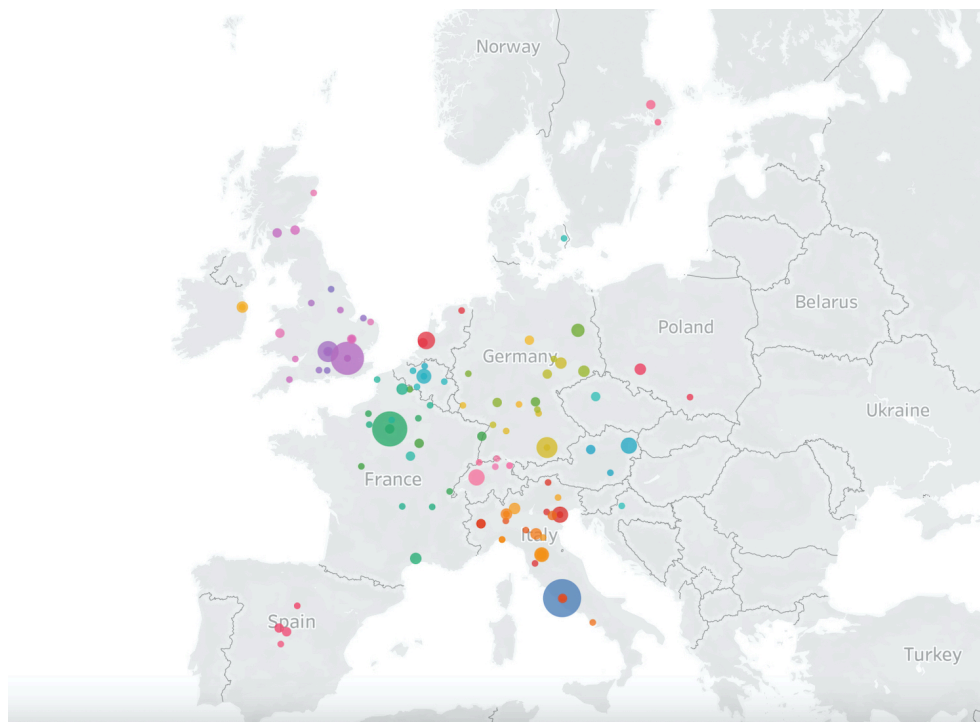 Norway
Belarus
Poland
Germany
Ukraine
France
Italy
Spain
Turkey